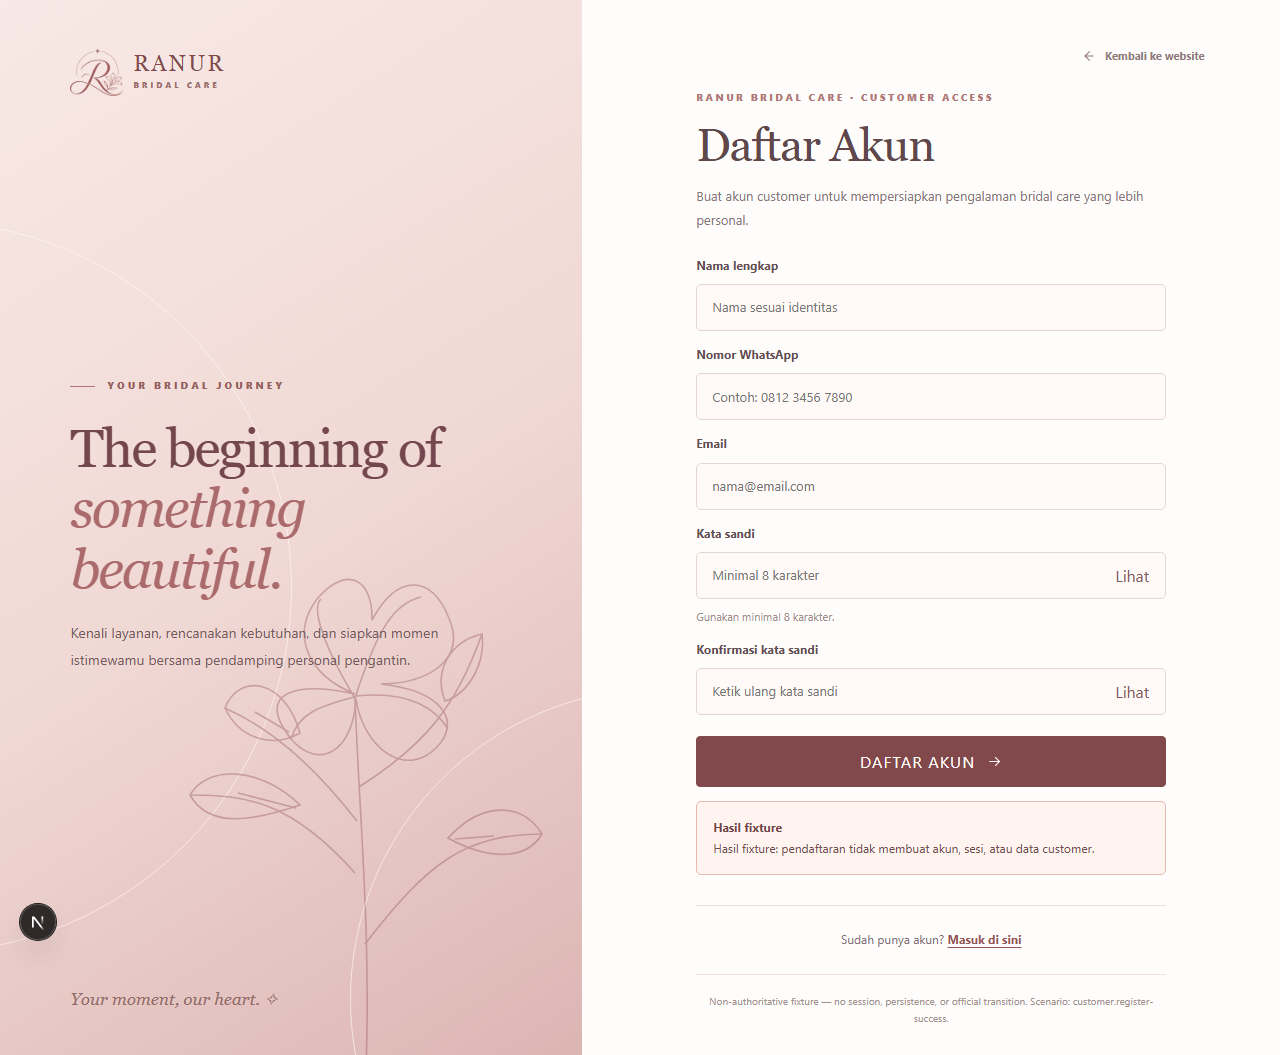 RANUR
BRIDAL CARE
YOUR BRIDAL JOURNEY
The beginning of
something
beautiful.
Kenali layanan, rencanakan kebutuhan, dan siapkan momen
istimewamu bersama pendamping personal pengantin.
N
Your moment, our heart. ✧
← Kembali ke website
RANUR BRIDAL CARE · CUSTOMER ACCESS
Daftar Akun
Buat akun customer untuk mempersiapkan pengalaman bridal care yang lebih
personal.
Nama lengkap
Nama sesuai identitas
Nomor WhatsApp
Contoh: 0812 3456 7890
Email
nama@email.com
Kata sandi
Minimal 8 karakter Lihat
Gunakan minimal 8 karakter.
Konfirmasi kata sandi
Ketik ulang kata sandi Lihat
DAFTAR AKUN →
Hasil fixture
Hasil fixture: pendaftaran tidak membuat akun, sesi, atau data customer.
Sudah punya akun? Masuk di sini
Non-authoritative fixture — no session, persistence, or official transition. Scenario: customer.register-
success.